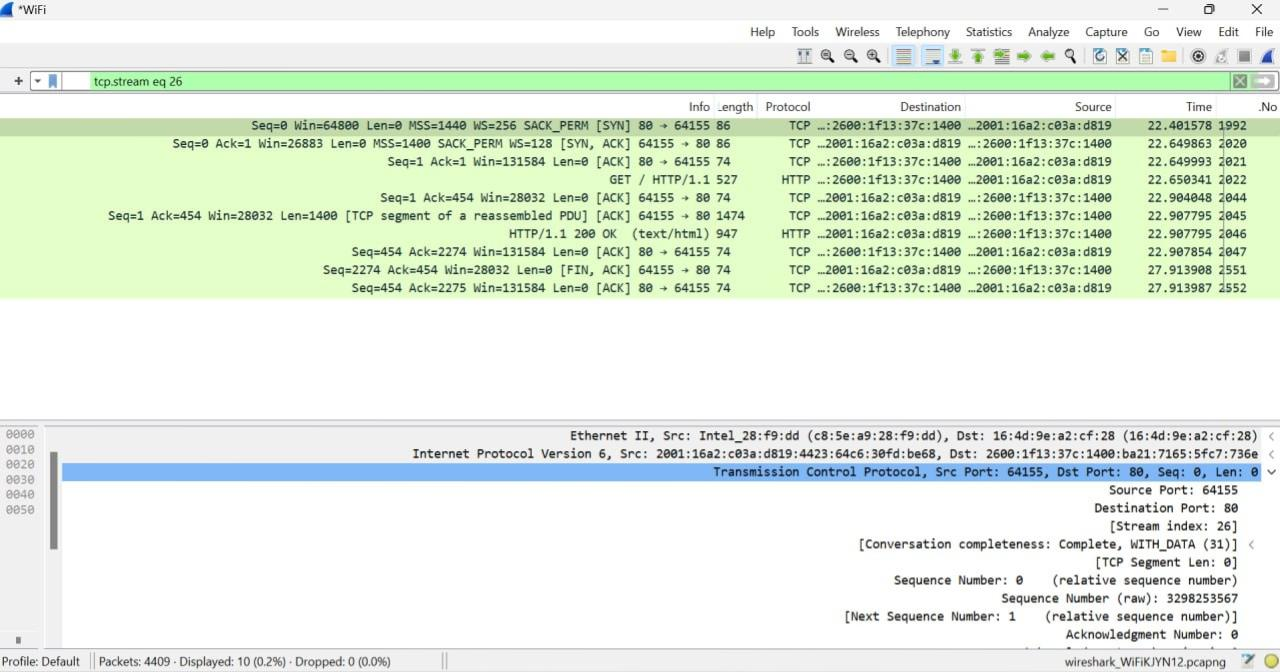 *WiFi
Help Tools Wireless Telephony Statistics Analyze Capture Go View Edit File
tcp.stream eq 26
Info Length Protocol Destination Source Time .No
Seq=0 Win=64800 Len=0 MSS=1440 WS=256 SACK_PERM [SYN] 80 → 64155 86 TCP …:2600:1f13:37c:1400 …2001:16a2:c03a:d819 22.401578 1992
Seq=0 Ack=1 Win=26883 Len=0 MSS=1400 SACK_PERM WS=128 [SYN, ACK] 64155 → 80 86 TCP …2001:16a2:c03a:d819 …:2600:1f13:37c:1400 22.649863 2020
Seq=1 Ack=1 Win=131584 Len=0 [ACK] 80 → 64155 74 TCP …:2600:1f13:37c:1400 …2001:16a2:c03a:d819 22.649993 2021
GET / HTTP/1.1 527 HTTP …:2600:1f13:37c:1400 …2001:16a2:c03a:d819 22.650341 2022
Seq=1 Ack=454 Win=28032 Len=0 [ACK] 64155 → 80 74 TCP …2001:16a2:c03a:d819 …:2600:1f13:37c:1400 22.904048 2044
Seq=1 Ack=454 Win=28032 Len=1400 [TCP segment of a reassembled PDU] [ACK] 64155 → 80 1474 TCP …2001:16a2:c03a:d819 …:2600:1f13:37c:1400 22.907795 2045
HTTP/1.1 200 OK (text/html) 947 HTTP …2001:16a2:c03a:d819 …:2600:1f13:37c:1400 22.907795 2046
Seq=454 Ack=2274 Win=131584 Len=0 [ACK] 80 → 64155 74 TCP …:2600:1f13:37c:1400 …2001:16a2:c03a:d819 22.907854 2047
Seq=2274 Ack=454 Win=28032 Len=0 [FIN, ACK] 64155 → 80 74 TCP …2001:16a2:c03a:d819 …:2600:1f13:37c:1400 27.913908 2551
Seq=454 Ack=2275 Win=131584 Len=0 [ACK] 80 → 64155 74 TCP …:2600:1f13:37c:1400 …2001:16a2:c03a:d819 27.913987 2552
0000
0010
0020
0030
0040
0050
Ethernet II, Src: Intel_28:f9:dd (c8:5e:a9:28:f9:dd), Dst: 16:4d:9e:a2:cf:28 (16:4d:9e:a2:cf:28)
Internet Protocol Version 6, Src: 2001:16a2:c03a:d819:4423:64c6:30fd:be68, Dst: 2600:1f13:37c:1400:ba21:7165:5fc7:736e
Transmission Control Protocol, Src Port: 64155, Dst Port: 80, Seq: 0, Len: 0
Source Port: 64155
Destination Port: 80
[Stream index: 26]
[Conversation completeness: Complete, WITH_DATA (31)]
[TCP Segment Len: 0]
Sequence Number: 0 (relative sequence number)
Sequence Number (raw): 3298253567
[Next Sequence Number: 1 (relative sequence number)]
Acknowledgment Number: 0
Profile: Default Packets: 4409 · Displayed: 10 (0.2%) · Dropped: 0 (0.0%) wireshark_WiFiKJYN12.pcapng